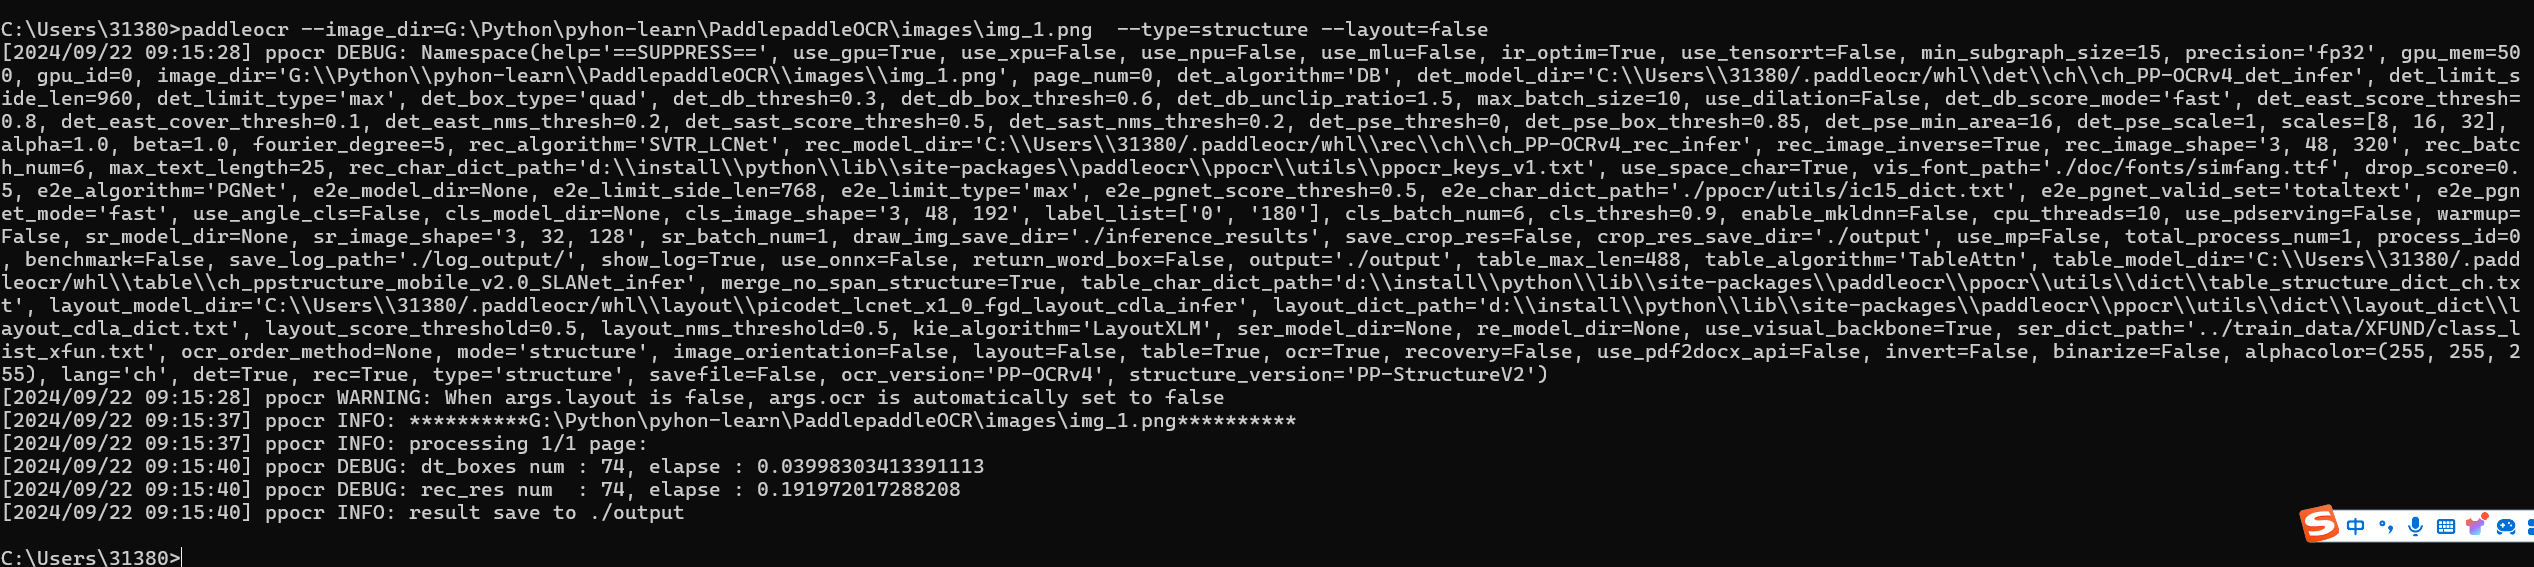 C:\Users\31380>paddleocr --image_dir=G:\Python\pyhon-learn\PaddlepaddleOCR\images\img_1.png  --type=structure --layout=false
[2024/09/22 09:15:28] ppocr DEBUG: Namespace(help='==SUPPRESS==', use_gpu=True, use_xpu=False, use_npu=False, use_mlu=False, ir_optim=True, use_tensorrt=False, min_subgraph_size=15, precision='fp32', gpu_mem=50
0, gpu_id=0, image_dir='G:\\Python\\pyhon-learn\\PaddlepaddleOCR\\images\\img_1.png', page_num=0, det_algorithm='DB', det_model_dir='C:\\Users\\31380/.paddleocr/whl\\det\\ch\\ch_PP-OCRv4_det_infer', det_limit_s
ide_len=960, det_limit_type='max', det_box_type='quad', det_db_thresh=0.3, det_db_box_thresh=0.6, det_db_unclip_ratio=1.5, max_batch_size=10, use_dilation=False, det_db_score_mode='fast', det_east_score_thresh=
0.8, det_east_cover_thresh=0.1, det_east_nms_thresh=0.2, det_sast_score_thresh=0.5, det_sast_nms_thresh=0.2, det_pse_thresh=0, det_pse_box_thresh=0.85, det_pse_min_area=16, det_pse_scale=1, scales=[8, 16, 32],
alpha=1.0, beta=1.0, fourier_degree=5, rec_algorithm='SVTR_LCNet', rec_model_dir='C:\\Users\\31380/.paddleocr/whl\\rec\\ch\\ch_PP-OCRv4_rec_infer', rec_image_inverse=True, rec_image_shape='3, 48, 320', rec_batc
h_num=6, max_text_length=25, rec_char_dict_path='d:\\install\\python\\lib\\site-packages\\paddleocr\\ppocr\\utils\\ppocr_keys_v1.txt', use_space_char=True, vis_font_path='./doc/fonts/simfang.ttf', drop_score=0.
5, e2e_algorithm='PGNet', e2e_model_dir=None, e2e_limit_side_len=768, e2e_limit_type='max', e2e_pgnet_score_thresh=0.5, e2e_char_dict_path='./ppocr/utils/ic15_dict.txt', e2e_pgnet_valid_set='totaltext', e2e_pgn
et_mode='fast', use_angle_cls=False, cls_model_dir=None, cls_image_shape='3, 48, 192', label_list=['0', '180'], cls_batch_num=6, cls_thresh=0.9, enable_mkldnn=False, cpu_threads=10, use_pdserving=False, warmup=
False, sr_model_dir=None, sr_image_shape='3, 32, 128', sr_batch_num=1, draw_img_save_dir='./inference_results', save_crop_res=False, crop_res_save_dir='./output', use_mp=False, total_process_num=1, process_id=0
, benchmark=False, save_log_path='./log_output/', show_log=True, use_onnx=False, return_word_box=False, output='./output', table_max_len=488, table_algorithm='TableAttn', table_model_dir='C:\\Users\\31380/.padd
leocr/whl\\table\\ch_ppstructure_mobile_v2.0_SLANet_infer', merge_no_span_structure=True, table_char_dict_path='d:\\install\\python\\lib\\site-packages\\paddleocr\\ppocr\\utils\\dict\\table_structure_dict_ch.tx
t', layout_model_dir='C:\\Users\\31380/.paddleocr/whl\\layout\\picodet_lcnet_x1_0_fgd_layout_cdla_infer', layout_dict_path='d:\\install\\python\\lib\\site-packages\\paddleocr\\ppocr\\utils\\dict\\layout_dict\\l
ayout_cdla_dict.txt', layout_score_threshold=0.5, layout_nms_threshold=0.5, kie_algorithm='LayoutXLM', ser_model_dir=None, re_model_dir=None, use_visual_backbone=True, ser_dict_path='../train_data/XFUND/class_l
ist_xfun.txt', ocr_order_method=None, mode='structure', image_orientation=False, layout=False, table=True, ocr=True, recovery=False, use_pdf2docx_api=False, invert=False, binarize=False, alphacolor=(255, 255, 2
55), lang='ch', det=True, rec=True, type='structure', savefile=False, ocr_version='PP-OCRv4', structure_version='PP-StructureV2')
[2024/09/22 09:15:28] ppocr WARNING: When args.layout is false, args.ocr is automatically set to false
[2024/09/22 09:15:37] ppocr INFO: **********G:\Python\pyhon-learn\PaddlepaddleOCR\images\img_1.png**********
[2024/09/22 09:15:37] ppocr INFO: processing 1/1 page:
[2024/09/22 09:15:40] ppocr DEBUG: dt_boxes num : 74, elapse : 0.03998303413391113
[2024/09/22 09:15:40] ppocr DEBUG: rec_res num  : 74, elapse : 0.191972017288208
[2024/09/22 09:15:40] ppocr INFO: result save to ./output
中
C:\Users\31380>